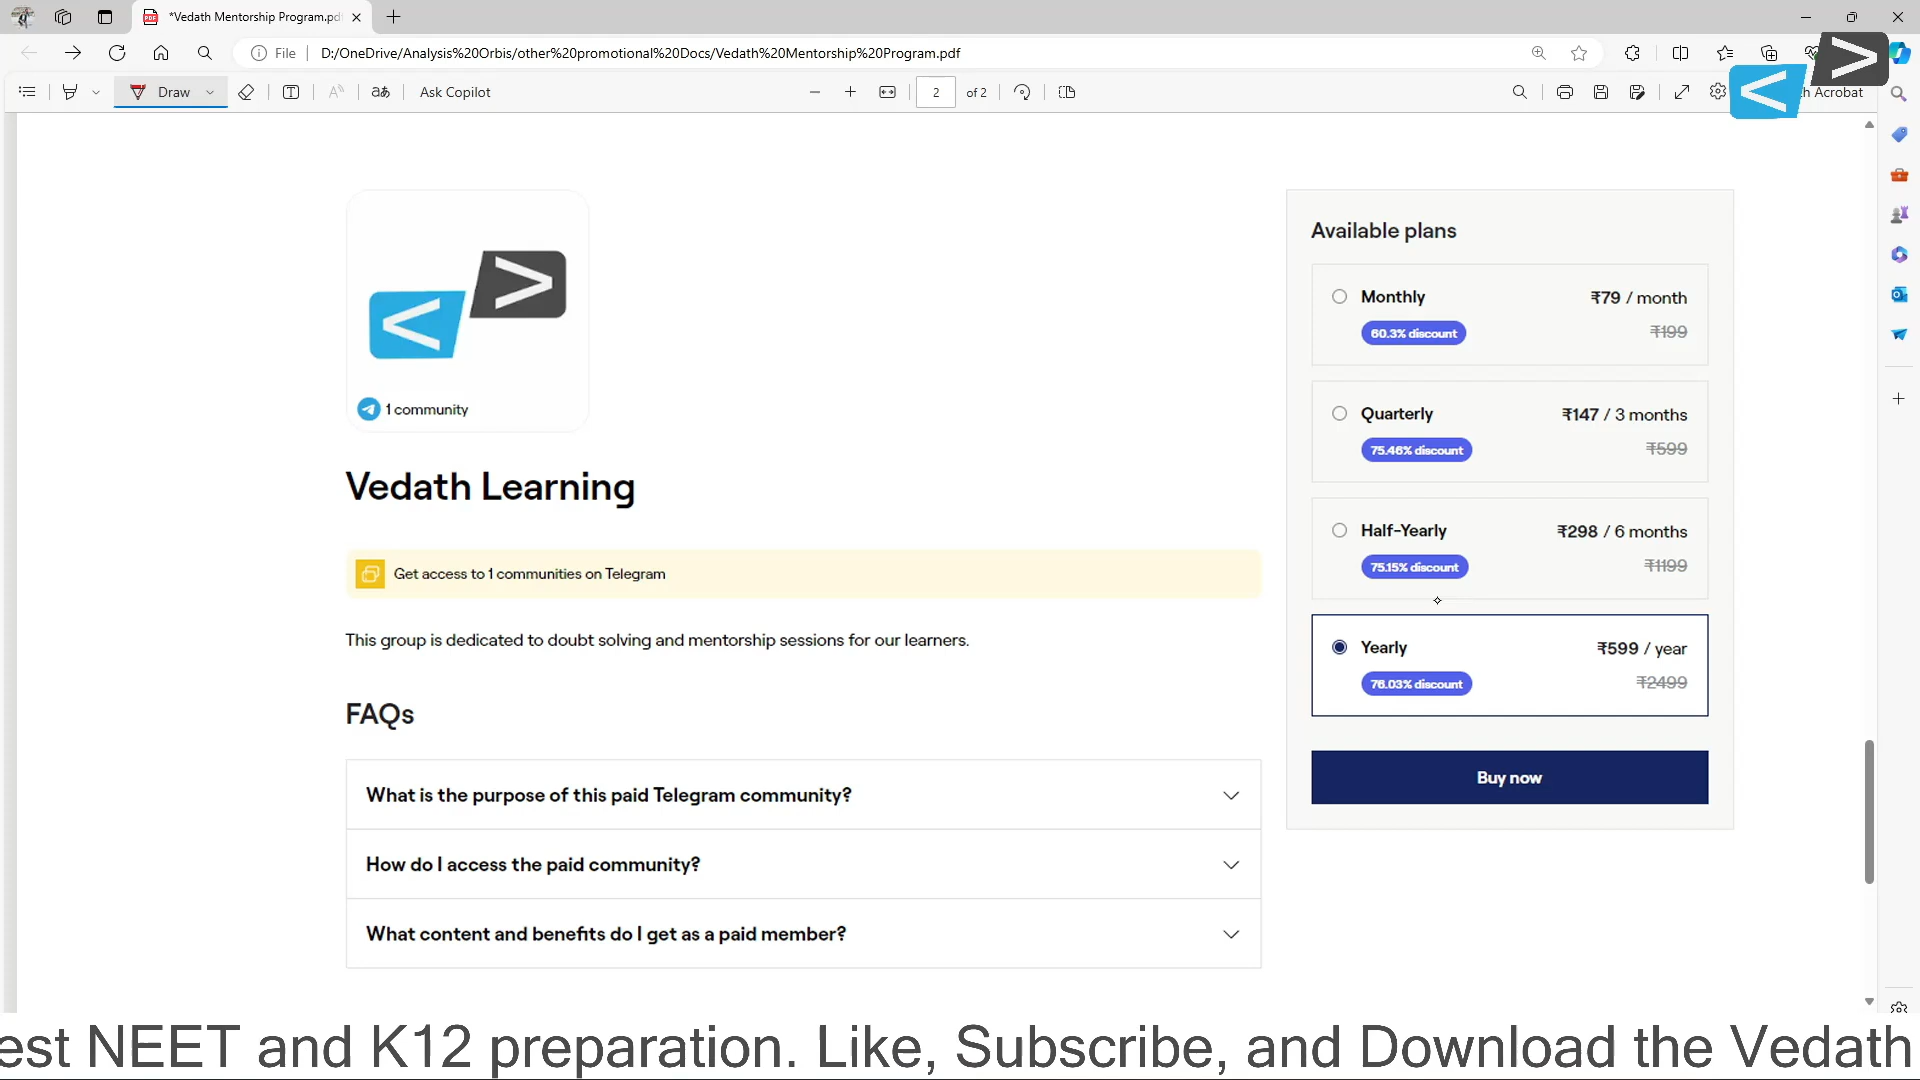 *Vedath Mentorship Program.pd
File
D:/OneDrive/Analysis%20Orbis/other%20promotional%20Docs/Vedath%20Mentorship%20Program.pdf
Draw
aあ
Ask Copilot
2
of 2
h Acrobat
1 community
Vedath Learning
Get access to 1 communities on Telegram
This group is dedicated to doubt solving and mentorship sessions for our learners.
FAQs
What is the purpose of this paid Telegram community?
How do I access the paid community?
What content and benefits do I get as a paid member?
Available plans
Monthly ₹79 / month
60.3% discount ₹199
Quarterly ₹147 / 3 months
75.46% discount ₹599
Half-Yearly ₹298 / 6 months
75.15% discount ₹1199
Yearly ₹599 / year
76.03% discount ₹2499
Buy now
est NEET and K12 preparation. Like, Subscribe, and Download the Vedath